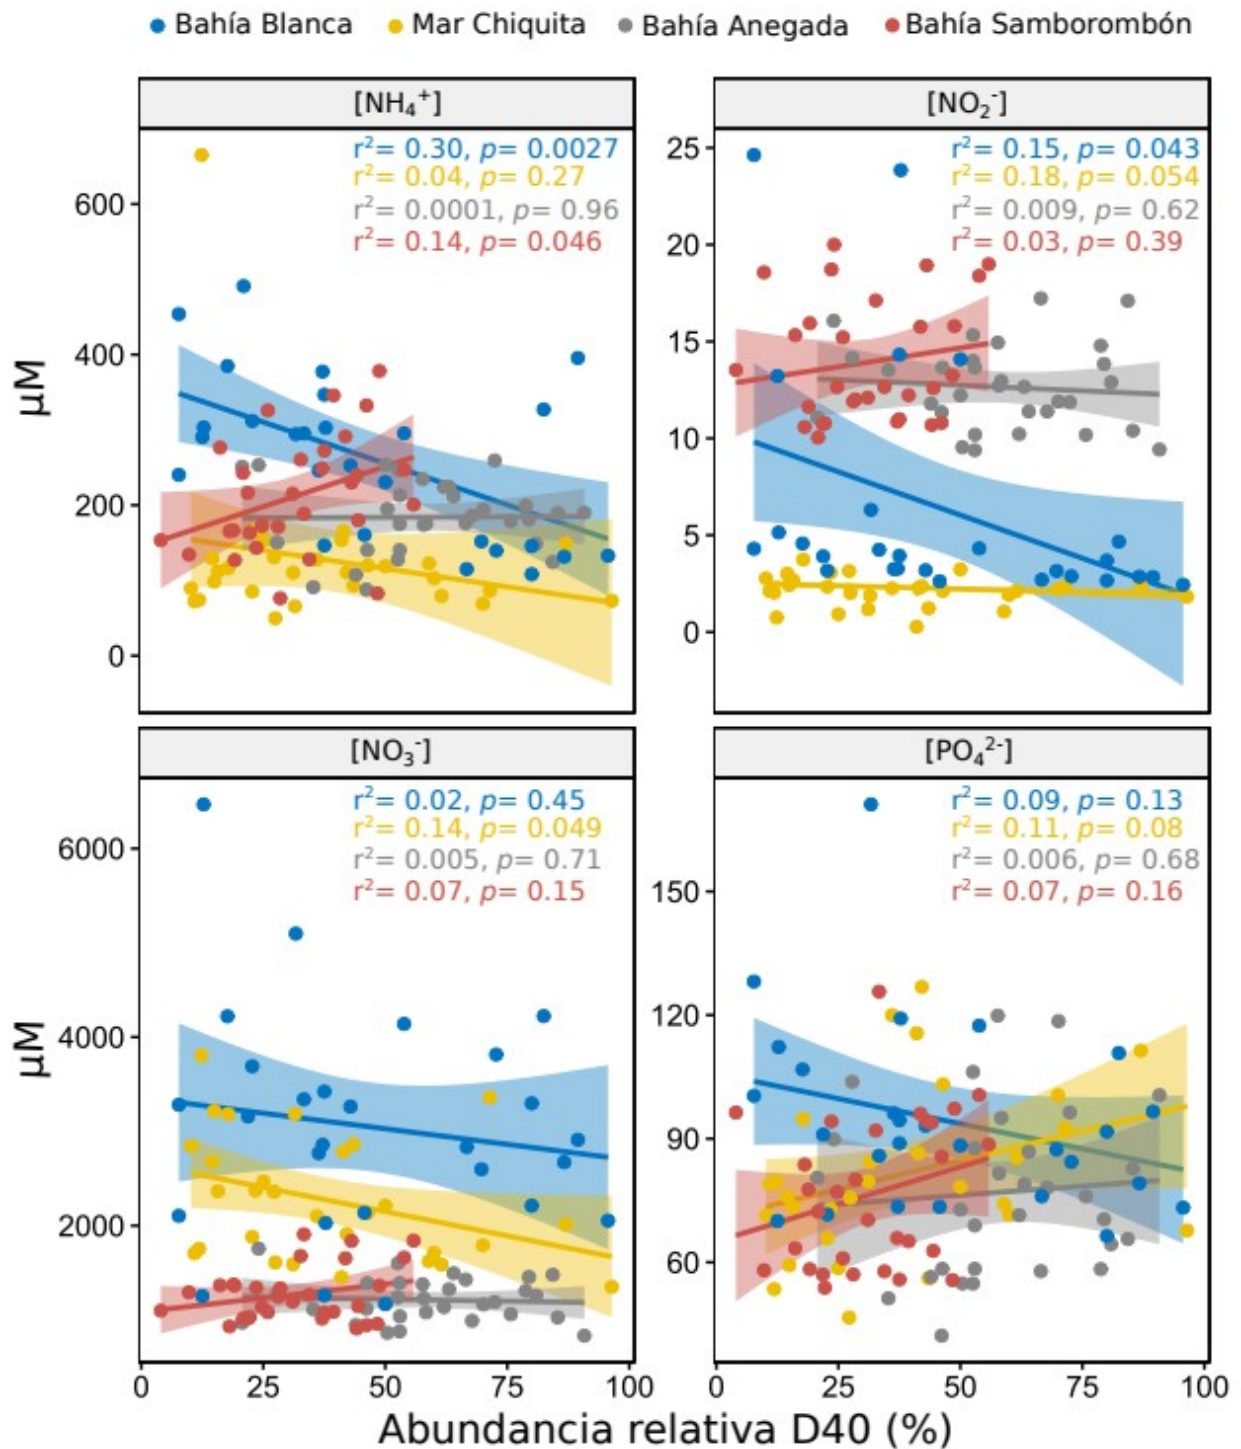 Bahía Blanca Mar Chiquita Bahía Anegada Bahía Samborombón
[NH₄⁺] [NO₂⁻]
r²= 0.30, p= 0.0027
r²= 0.04, p= 0.27
r²= 0.0001, p= 0.96
r²= 0.14, p= 0.046
600
400
200
0
µM
r²= 0.15, p= 0.043
r²= 0.18, p= 0.054
r²= 0.009, p= 0.62
r²= 0.03, p= 0.39
25
20
15
10
5
0
[NO₃⁻] [PO₄²⁻]
r²= 0.02, p= 0.45
r²= 0.14, p= 0.049
r²= 0.005, p= 0.71
r²= 0.07, p= 0.15
6000
4000
2000
µM
r²= 0.09, p= 0.13
r²= 0.11, p= 0.08
r²= 0.006, p= 0.68
r²= 0.07, p= 0.16
150
120
90
60
0 25 50 75 100 0 25 50 75 100
Abundancia relativa D40 (%)